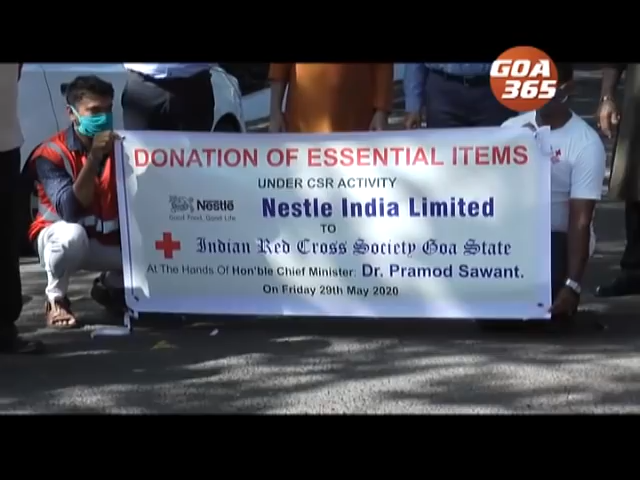 GOA
365
DONATION OF ESSENTIAL ITEMS
UNDER CSR ACTIVITY
Nestlé
Good Food, Good Life
Nestle India Limited
TO
Indian Red Cross Society Goa State
At The Hands Of Hon'ble Chief Minister: Dr. Pramod Sawant.
On Friday 29th May 2020